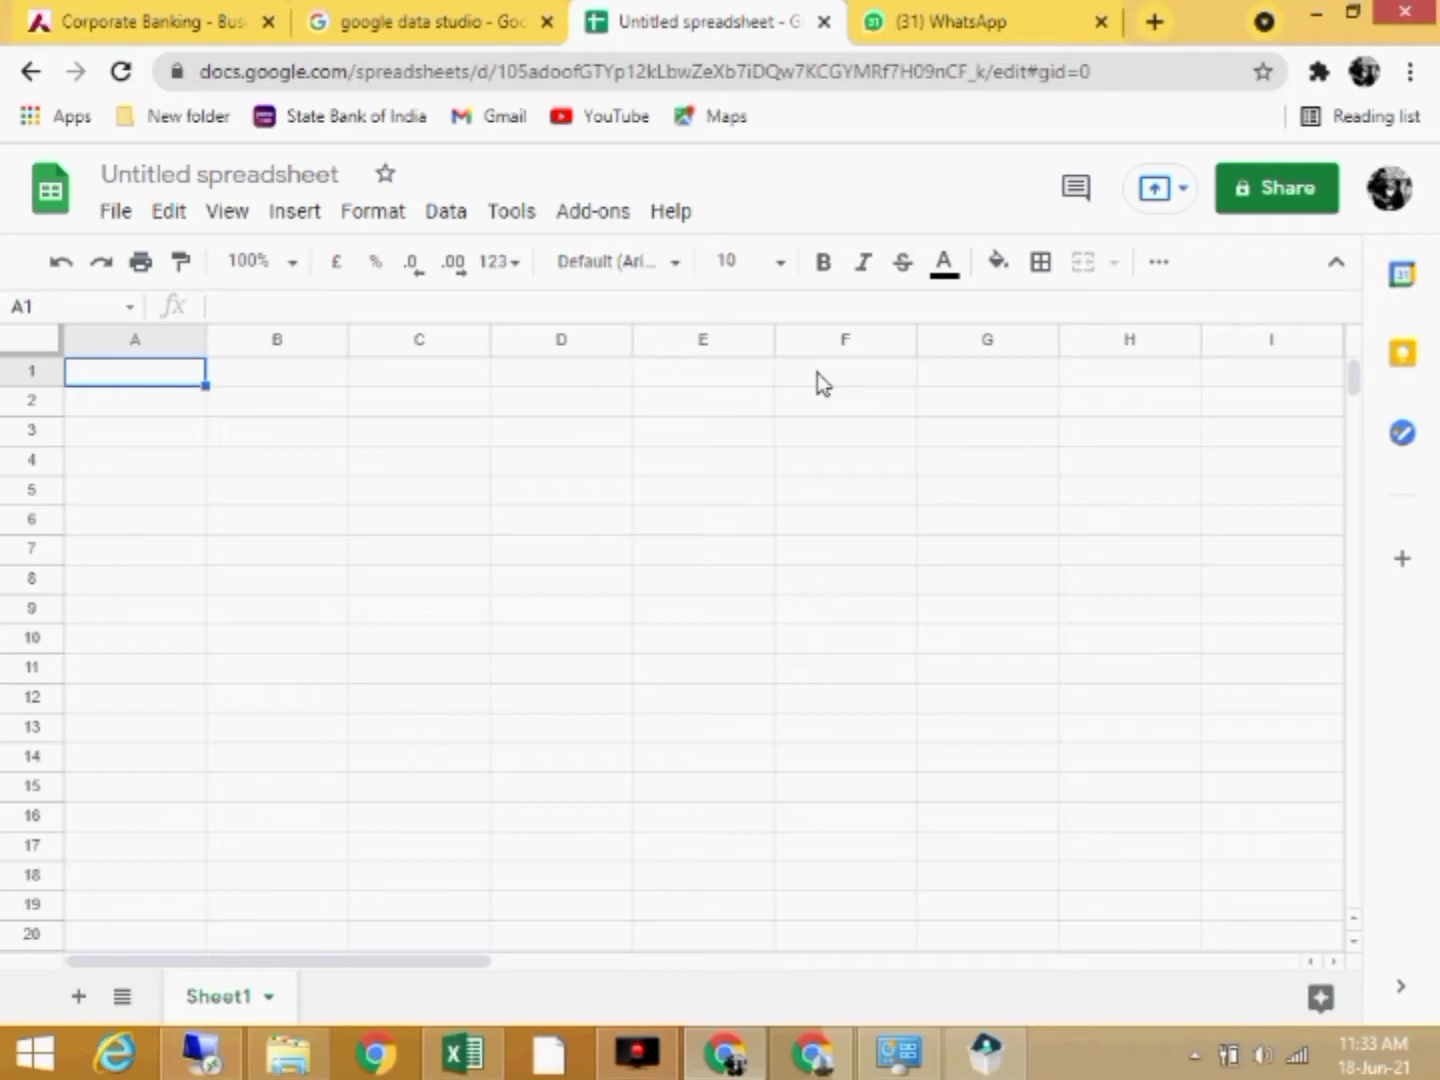 Corporate Banking - Bus
google data studio - Goo
Untitled spreadsheet - G
(31) WhatsApp
docs.google.com/spreadsheets/d/105adoofGTYp12kLbwZeXb7iDQw7KCGYMRf7H09nCF_k/edit#gid=0
Apps
New folder
State Bank of India
Gmail
YouTube
Maps
Reading list
Untitled spreadsheet
Share
File Edit View Insert Format Data Tools Add-ons Help
100% £ % .0 .00 123 Default (Ari... 10 B I S A
31
A1 fx
A B C D E F G H I
1
2
3
4
5
6
7
8
9
10
11
12
13
14
15
16
17
18
19
20
Sheet1
11:33 AM
18-Jun-21